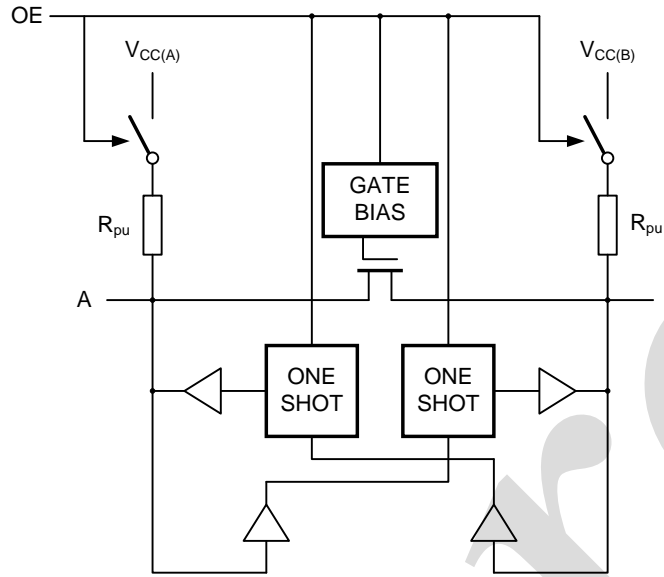 OE
VCC(A)
VCC(B)
GATE
BIAS
Rpu
Rpu
A
ONE
SHOT
ONE
SHOT